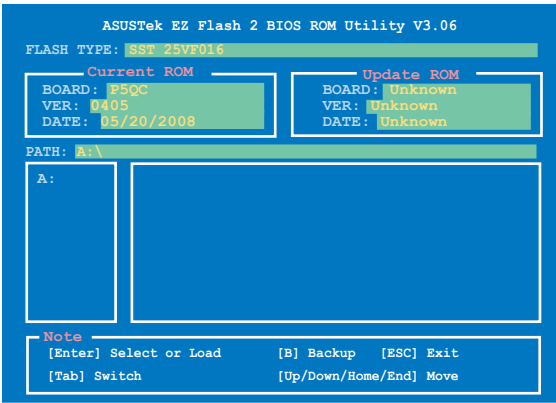 ASUSTek EZ Flash 2 BIOS ROM Utility V3.06
FLASH TYPE: SST 25VF016
Current ROM
BOARD: P5QC
VER: 0405
DATE: 05/20/2008
Update ROM
BOARD: Unknown
VER: Unknown
DATE: Unknown
PATH: A:\
A:
Note
[Enter] Select or Load [B] Backup [ESC] Exit
[Tab] Switch [Up/Down/Home/End] Move